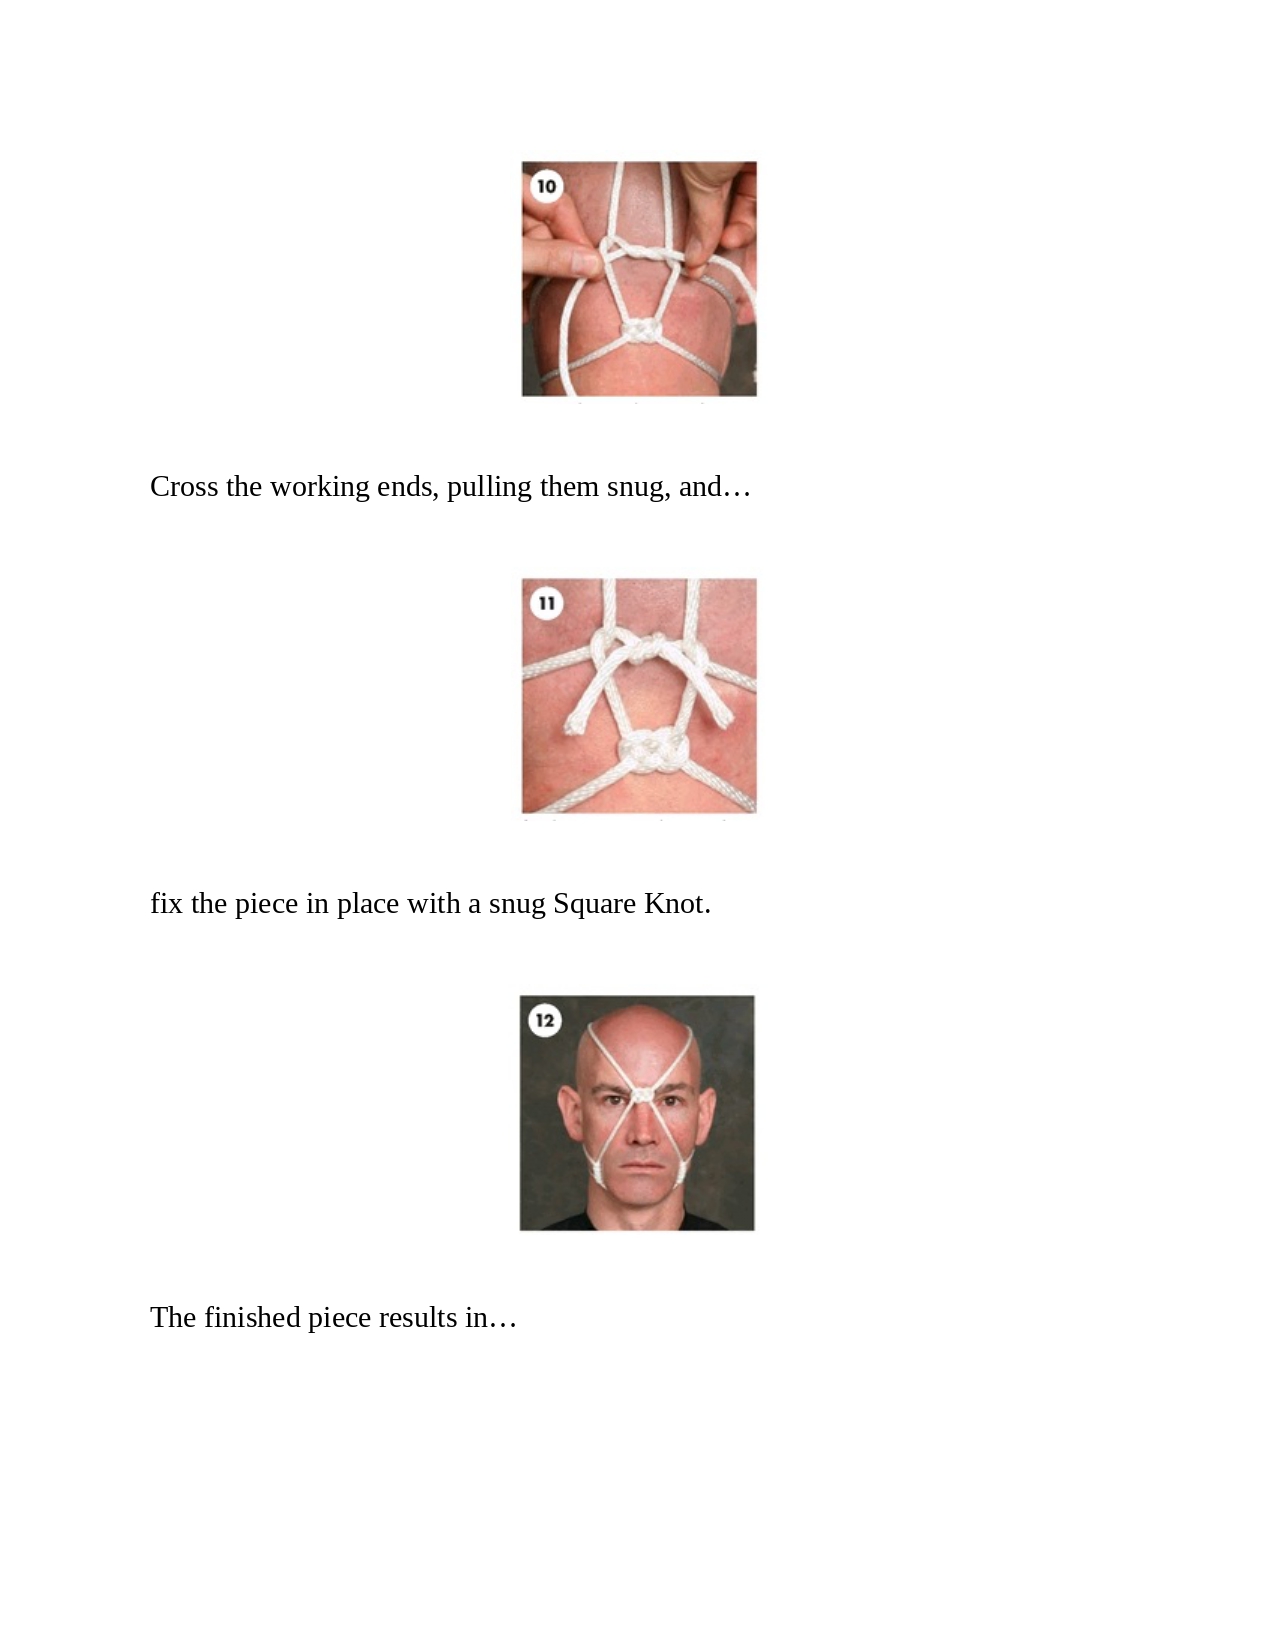 10
Cross the working ends, pulling them snug, and…
11
fix the piece in place with a snug Square Knot.
12
The finished piece results in…